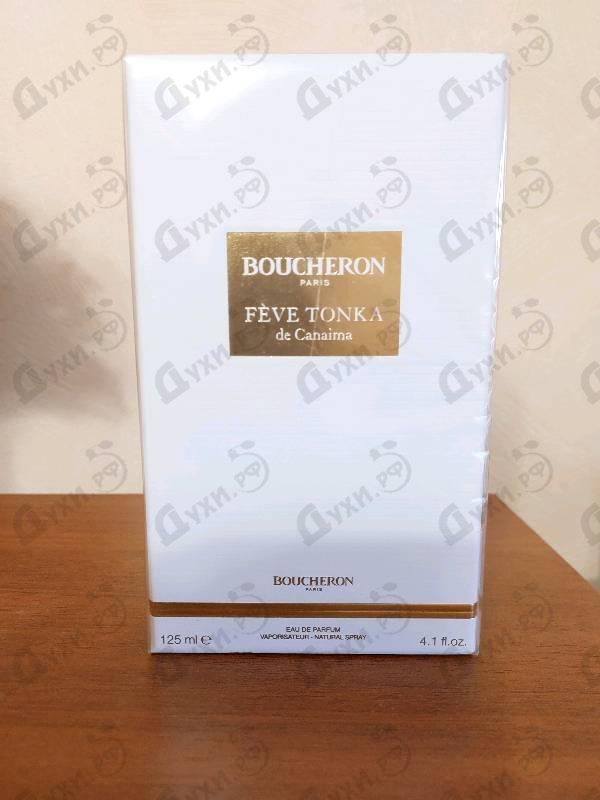 BOUCHERON
PARIS
FÈVE TONKA
de Canaima
BOUCHERON
PARIS
EAU DE PARFUM
125 ml ℮
VAPORISATEUR - NATURAL SPRAY
4.1 fl.oz.
Духи.РФ